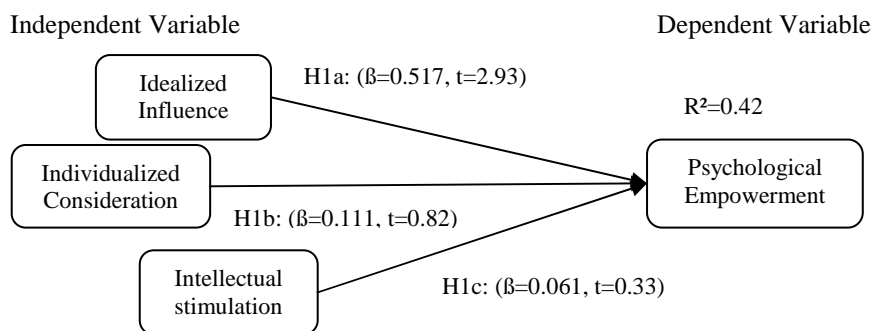 Independent Variable
Dependent Variable
Idealized
Influence
H1a: (ß=0.517, t=2.93)
R²=0.42
Individualized
Consideration
Psychological
Empowerment
H1b: (ß=0.111, t=0.82)
Intellectual
stimulation
H1c: (ß=0.061, t=0.33)